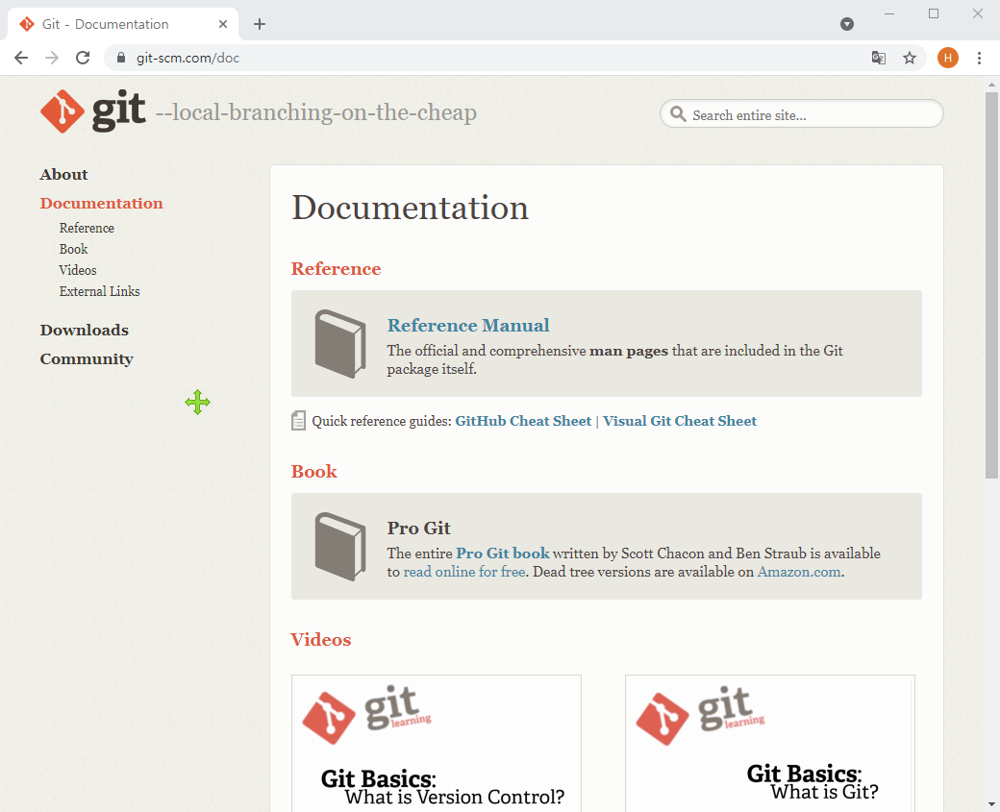 Git - Documentation
git-scm.com/doc
H
git --local-branching-on-the-cheap
Search entire site...
About
Documentation
Reference
Book
Videos
External Links
Downloads
Community
Documentation
Reference
Reference Manual
The official and comprehensive man pages that are included in the Git
package itself.
Quick reference guides: GitHub Cheat Sheet | Visual Git Cheat Sheet
Book
Pro Git
The entire Pro Git book written by Scott Chacon and Ben Straub is available
to read online for free. Dead tree versions are available on Amazon.com.
Videos
git
learning
Git Basics:
What is Version Control?
git
learning
Git Basics:
What is Git?